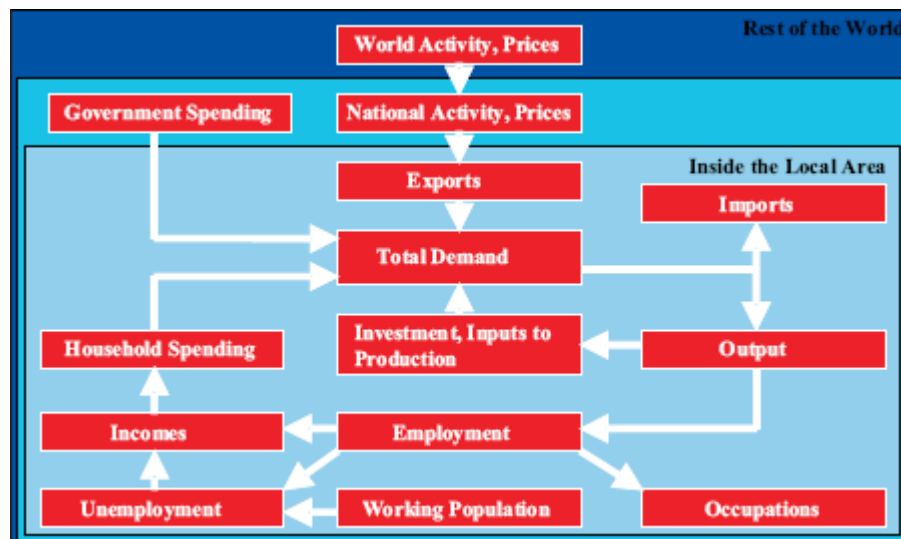 Rest of the World
World Activity, Prices
Government Spending
National Activity, Prices
Inside the Local Area
Exports
Imports
Total Demand
Household Spending
Investment, Inputs to
Production
Output
Incomes
Employment
Unemployment
Working Population
Occupations